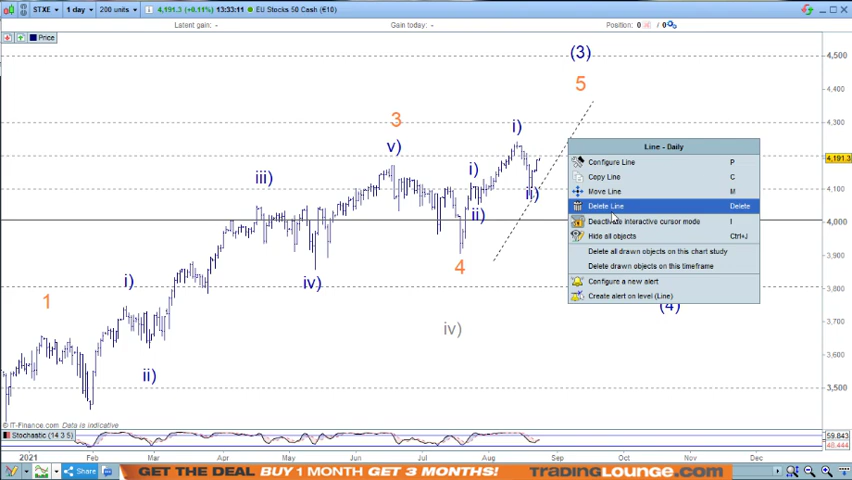 STXE 1 day 200 units 4,191.3 (+0.11%) 13:33:11 EU Stocks 50 Cash (€10)
Latent gain: - Gain today: - Position: 0 / 0
Price
(3)
5
4,500
4,400
4,300
4,191.3
4,100
4,000
3,900
3,800
3,700
3,600
3,500
3
v)
i)
iii)
i)
ii)
ii)
iv)
4
1
i)
ii)
iv)
(4)
Line - Daily
Configure Line P
Copy Line C
Move Line M
Delete Line Delete
Deactivate interactive cursor mode I
Hide all objects Ctrl+J
Delete all drawn objects on this chart study
Delete drawn objects on this timeframe
Configure a new alert
Create alert on level (Line)
© IT-Finance.com. Data is indicative
Stochastic (14 3 5)
59.843
48.444
2021 Feb Mar Apr May Jun Jul Aug Sep Oct Nov Dec
Share GET THE DEAL BUY 1 MONTH GET 3 MONTHS! TRADINGLOUNGE.COM